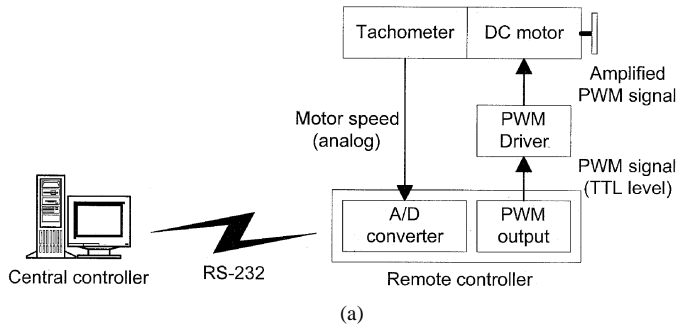 Tachometer
DC motor
Amplified
PWM signal
Motor speed
(analog)
PWM
Driver
PWM signal
(TTL level)
A/D
converter
PWM
output
Central controller
RS-232
Remote controller
(a)